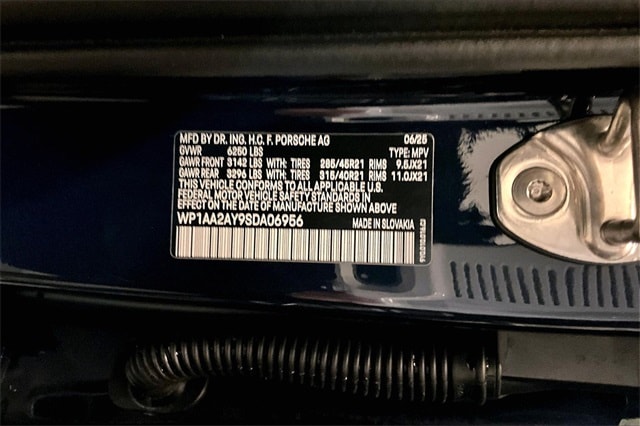 MFD BY DR. ING. H.C. F. PORSCHE AG 06/25
GVWR 6250 LBS TYPE: MPV
GAWR FRONT 3142 LBS WITH: TIRES 285/45R21 RIMS 9.5JX21
GAWR REAR 3296 LBS WITH: TIRES 315/40R21 RIMS 11.0JX21
THIS VEHICLE CONFORMS TO ALL APPLICABLE U.S.
FEDERAL MOTOR VEHICLE SAFETY STANDARDS IN
EFFECT ON THE DATE OF MANUFACTURE SHOWN ABOVE
WP1AA2AY9SDA06956 MADE IN SLOVAKIA